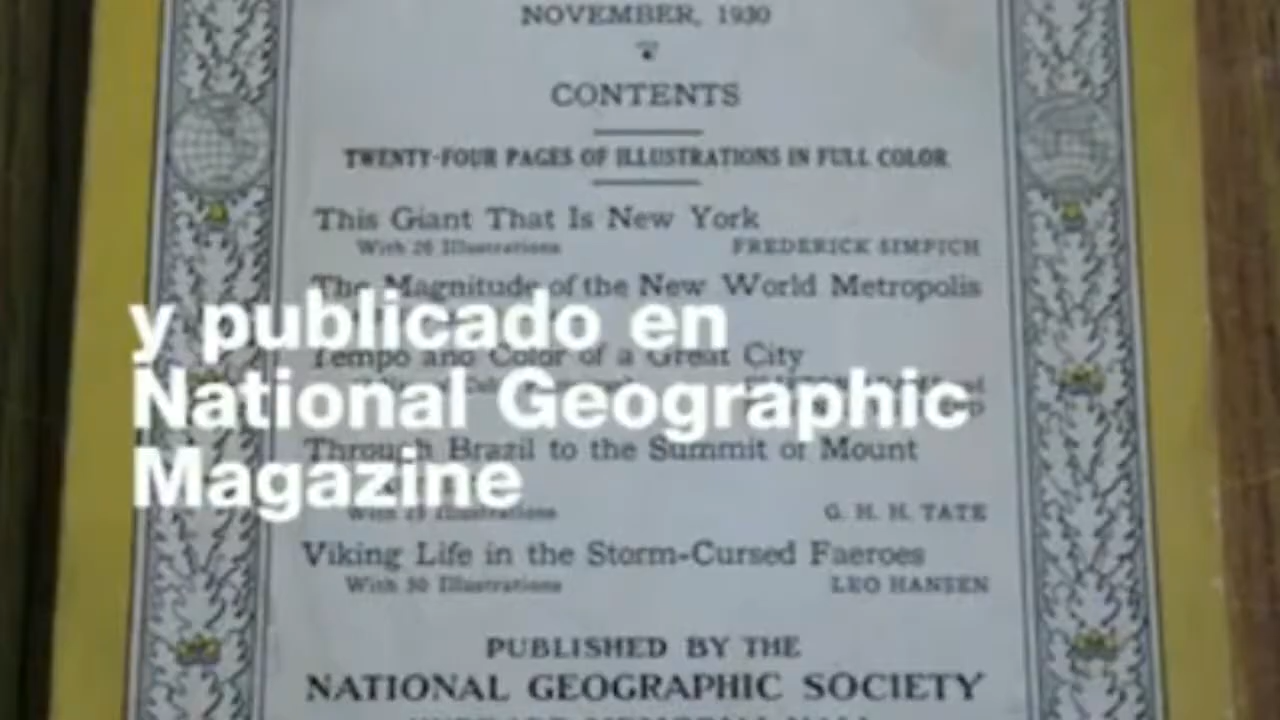 NOVEMBER, 1930
CONTENTS
TWENTY-FOUR PAGES OF ILLUSTRATIONS IN FULL COLOR
This Giant That Is New York
With 26 Illustrations FREDERICK SIMPICH
The Magnitude of the New World Metropolis
y publicado en
Tempo and Color of a Great City
National Geographic
Through Brazil to the Summit of Mount
Magazine
With Illustrations G. H. H. TATE
Viking Life in the Storm-Cursed Faeroes
With 30 Illustrations LEO HANSEN
PUBLISHED BY THE
NATIONAL GEOGRAPHIC SOCIETY